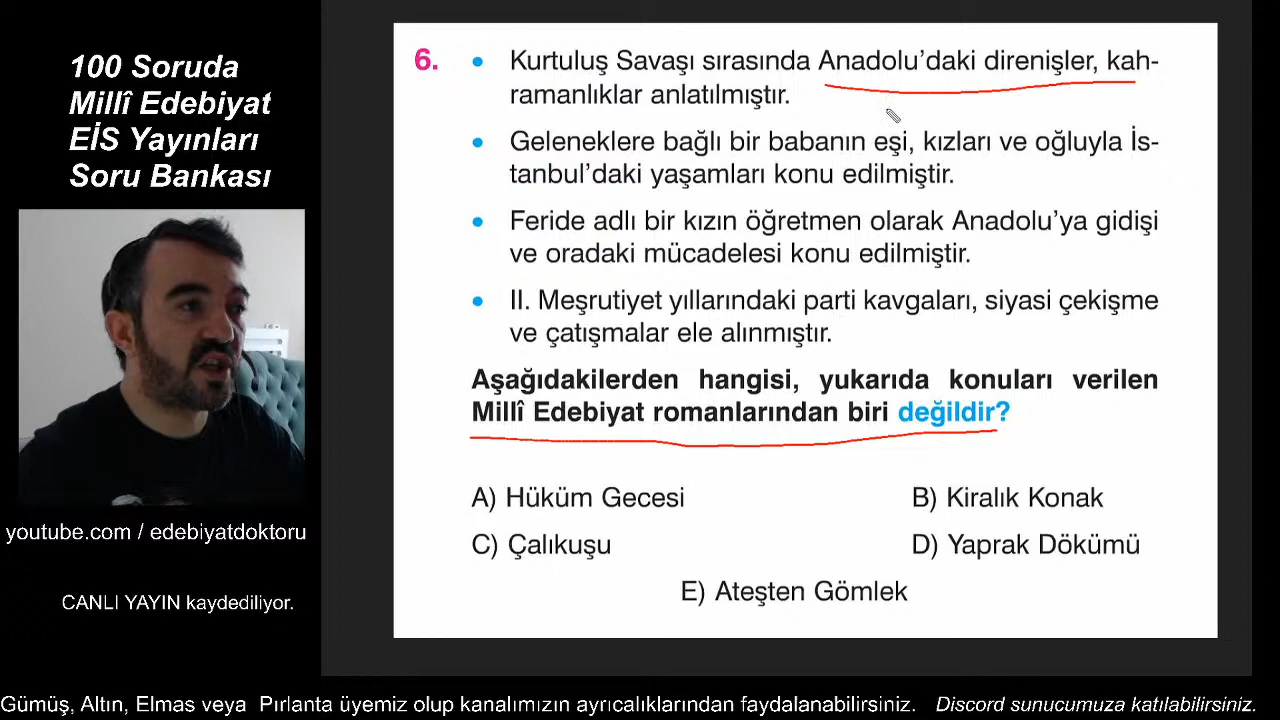 100 Soruda
Millî Edebiyat
EİS Yayınları
Soru Bankası
youtube.com / edebiyatdoktoru
CANLI YAYIN kaydediliyor.
6. • Kurtuluş Savaşı sırasında Anadolu'daki direnişler, kah-
ramanlıklar anlatılmıştır.
• Geleneklere bağlı bir babanın eşi, kızları ve oğluyla İs-
tanbul'daki yaşamları konu edilmiştir.
• Feride adlı bir kızın öğretmen olarak Anadolu'ya gidişi
ve oradaki mücadelesi konu edilmiştir.
• II. Meşrutiyet yıllarındaki parti kavgaları, siyasi çekişme
ve çatışmalar ele alınmıştır.
Aşağıdakilerden hangisi, yukarıda konuları verilen
Millî Edebiyat romanlarından biri değildir?
A) Hüküm Gecesi B) Kiralık Konak
C) Çalıkuşu D) Yaprak Dökümü
E) Ateşten Gömlek
Gümüş, Altın, Elmas veya Pırlanta üyemiz olup kanalımızın ayrıcalıklarından faydalanabilirsiniz. Discord sunucumuza katılabilirsiniz.